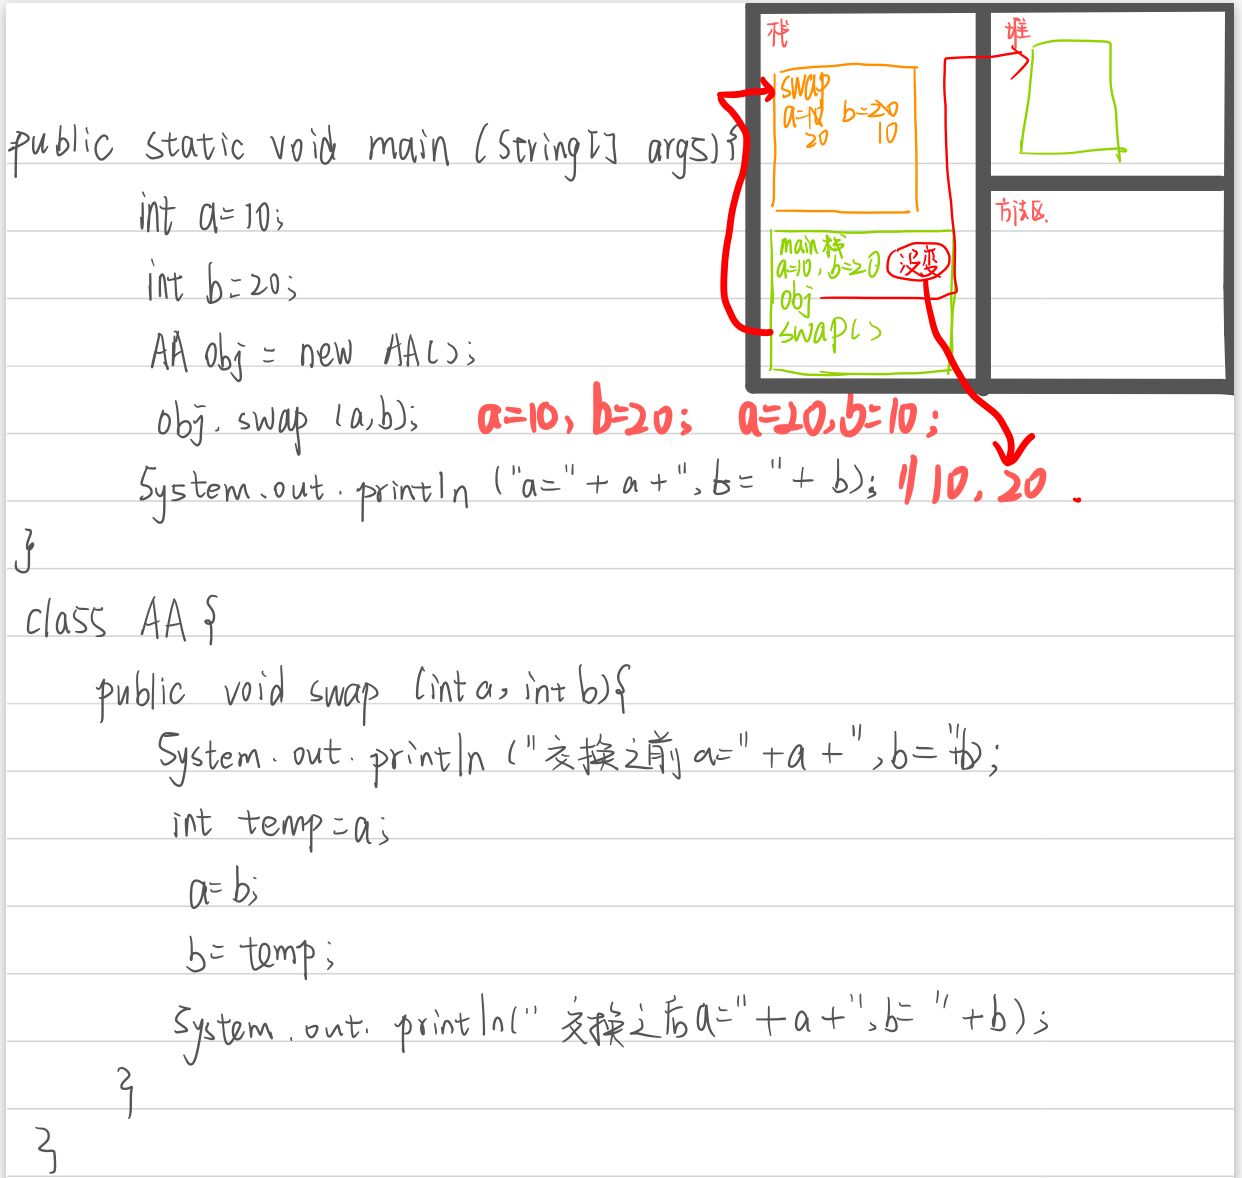 栈
堆
swap
a=10 b=20
20 10
方法区
main栈
a=10, b=20 没变
obj
swap()
public static void main (String[] args){
int a=10;
int b=20;
AA obj = new AA();
obj. swap (a,b); a=10, b=20; a=20,b=10;
System.out.println ("a=" + a + ",b= " + b); // 10, 20 .
}
class AA {
public void swap (int a, int b){
System.out.println ("交换之前a=" +a + ",b= "+b);
int temp=a;
a=b;
b= temp;
System.out.println(" 交换之后a="+a+",b= " +b);
}
}